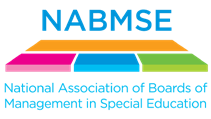 NABMSE
National Association of Boards of
Management in Special Education